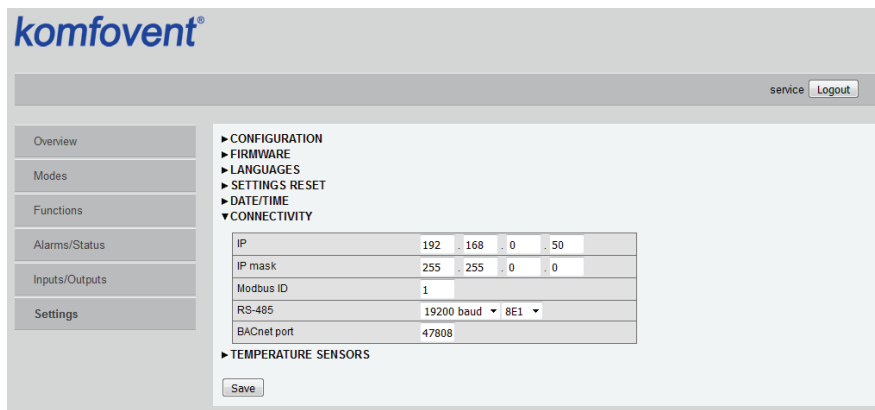 komfovent®
service Logout
Overview
Modes
Functions
Alarms/Status
Inputs/Outputs
Settings
►CONFIGURATION
►FIRMWARE
►LANGUAGES
►SETTINGS RESET
►DATE/TIME
▼CONNECTIVITY
IP 192 . 168 . 0 . 50
IP mask 255 . 255 . 0 . 0
Modbus ID 1
RS-485 19200 baud ▼ 8E1 ▼
BACnet port 47808
►TEMPERATURE SENSORS
Save